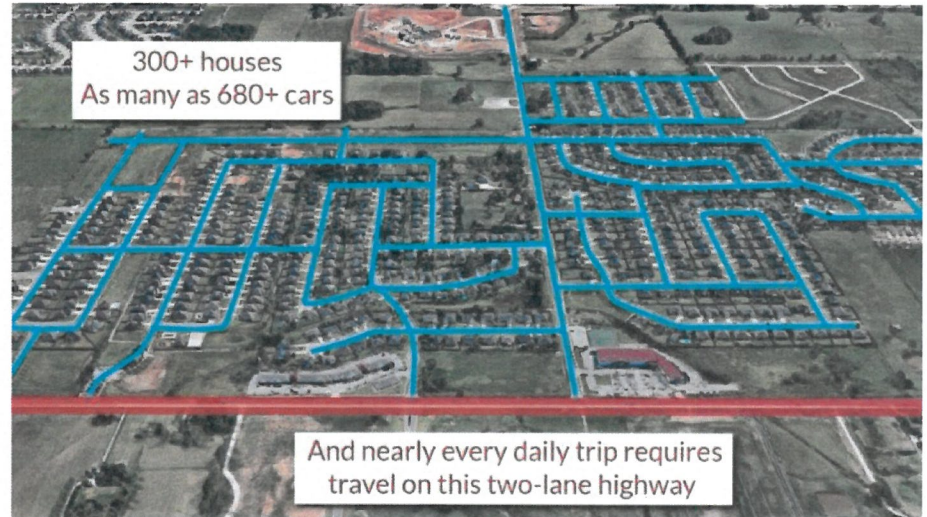 300+ houses
As many as 680+ cars
And nearly every daily trip requires
travel on this two-lane highway